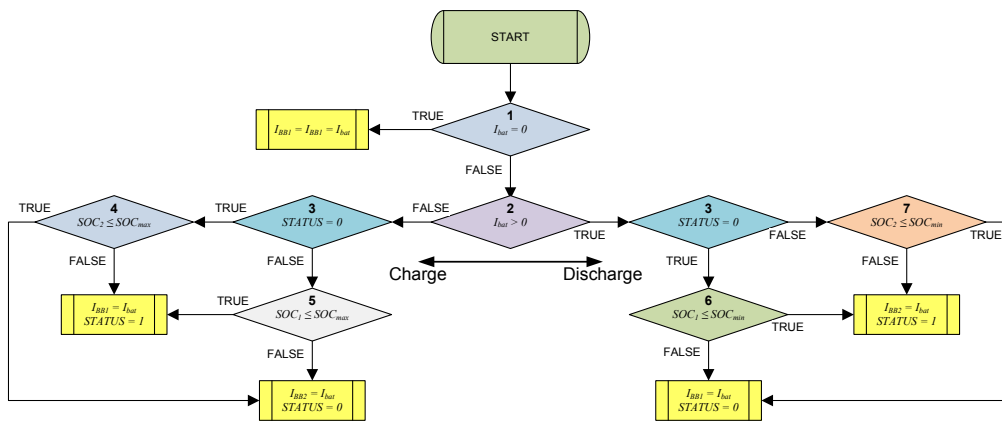 START
TRUE
1
I_bat = 0
I_BB1 = I_BB1 = I_bat
FALSE
TRUE
4
SOC_2 ≤ SOC_max
TRUE
3
STATUS = 0
FALSE
2
I_bat > 0
TRUE
3
STATUS = 0
FALSE
7
SOC_2 ≤ SOC_min
TRUE
FALSE
FALSE
Charge
Discharge
TRUE
FALSE
I_BB1 = I_bat
STATUS = 1
TRUE
5
SOC_1 ≤ SOC_max
6
SOC_1 ≤ SOC_min
TRUE
I_BB2 = I_bat
STATUS = 1
FALSE
FALSE
I_BB2 = I_bat
STATUS = 0
I_BB1 = I_bat
STATUS = 0